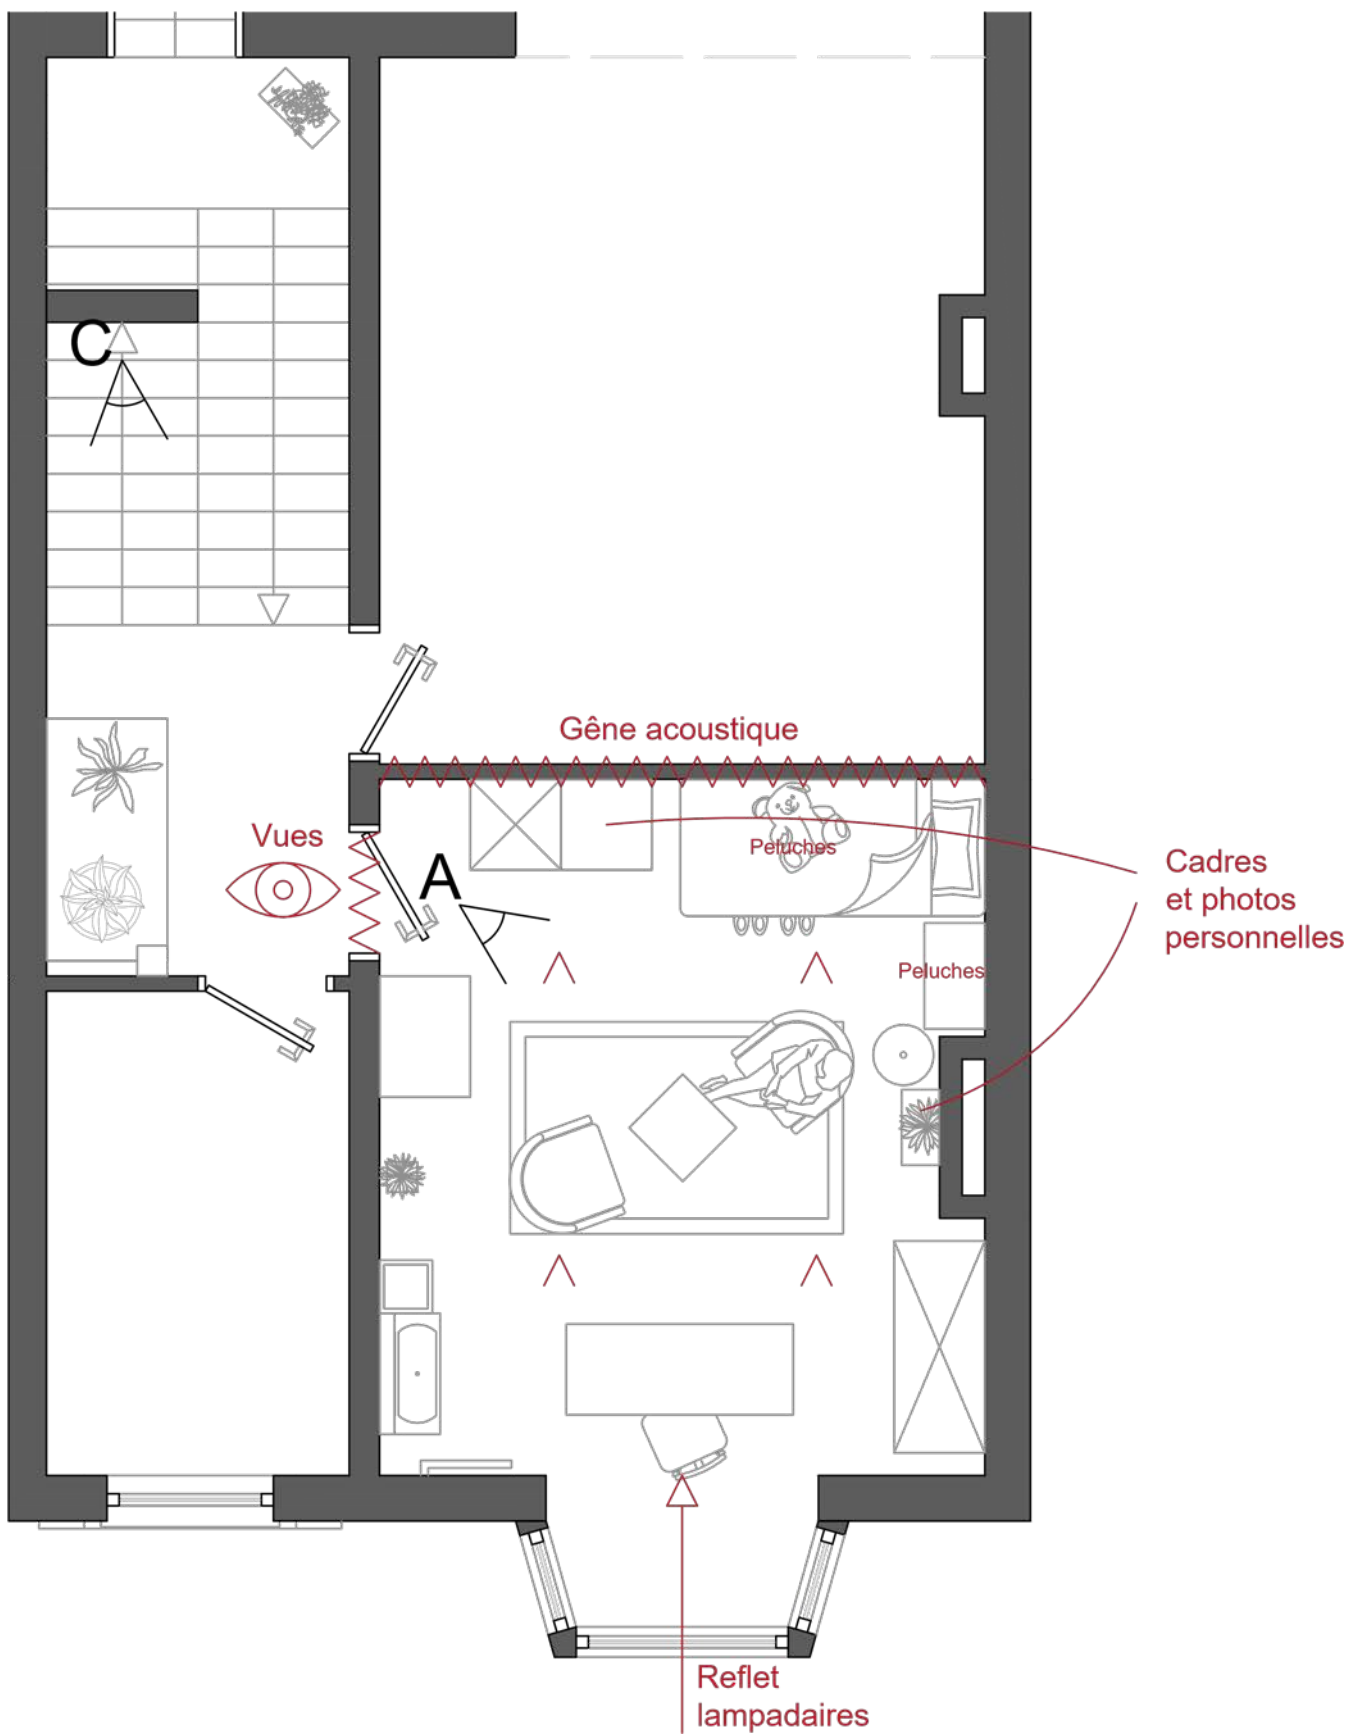 C
Gêne acoustique
Vues
A
Peluches
Cadres
et photos
personnelles
Peluches
Reflet
lampadaires